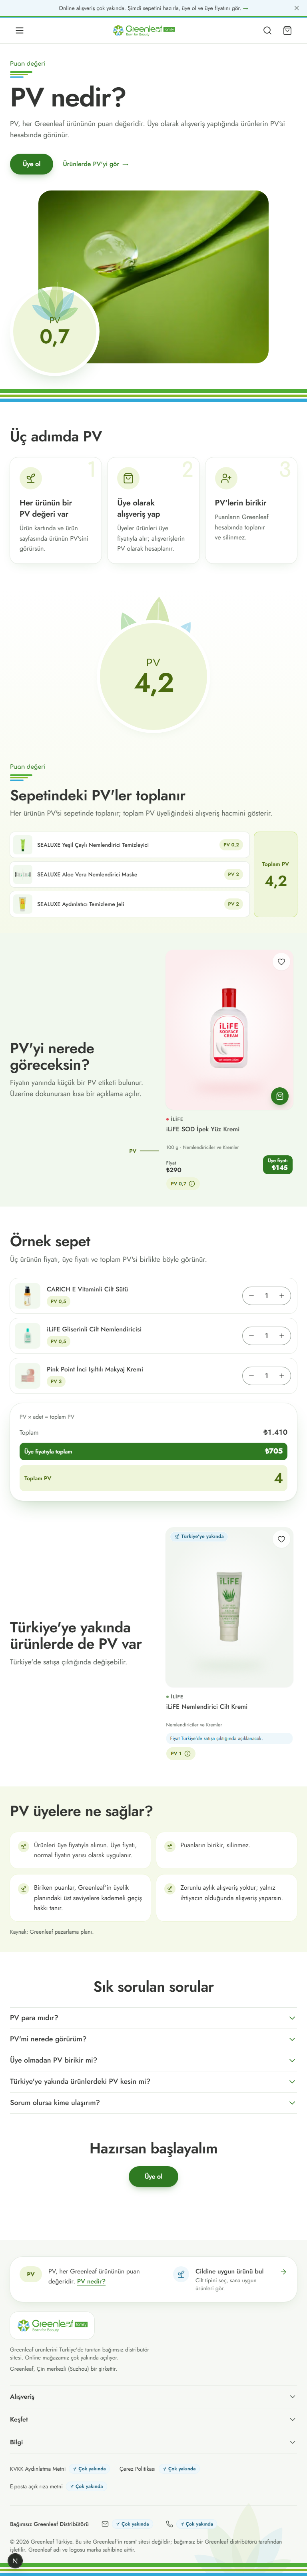 Online alışveriş çok yakında. Şimdi sepetini hazırla, üye ol ve üye fiyatını gör. →
Greenleaf
Born for Beauty
Puan değeri
PV nedir?
PV, her Greenleaf ürününün puan değeridir. Üye olarak alışveriş yaptığında ürünlerin PV'si
hesabında görünür.
Üye ol
Ürünlerde PV'yi gör →
PV
0,7
Üç adımda PV
1
Her ürünün bir
PV değeri var
Ürün kartında ve ürün
sayfasında ürünün PV'sini
görürsün.
2
Üye olarak
alışveriş yap
Üyeler ürünleri üye
fiyatıyla alır; alışverişlerin
PV olarak hesaplanır.
3
PV'lerin birikir
Puanların Greenleaf
hesabında toplanır
ve silinmez.
PV
4,2
Puan değeri
Sepetindeki PV'ler toplanır
Her ürünün PV'si sepetinde toplanır; toplam PV üyeliğindeki alışveriş hacmini gösterir.
SEALUXE Yeşil Çaylı Nemlendirici Temizleyici
PV 0,2
SEALUXE Aloe Vera Nemlendirici Maske
PV 2
SEALUXE Aydınlatıcı Temizleme Jeli
PV 2
Toplam PV
4,2
PV'yi nerede
göreceksin?
Fiyatın yanında küçük bir PV etiketi bulunur.
Üzerine dokunursan kısa bir açıklama açılır.
PV
iLiFE
SOD FACE
CREAM
iLiFE
iLiFE SOD İpek Yüz Kremi
100 g · Nemlendiriciler ve Kremler
Fiyat
₺290
Üye fiyatı
₺145
PV 0,7
Örnek sepet
Üç ürünün fiyatı, üye fiyatı ve toplam PV'si birlikte böyle görünür.
CARICH E Vitaminli Cilt Sütü
PV 0,5
1
iLiFE Gliserinli Cilt Nemlendiricisi
PV 0,5
1
Pink Point İnci Işıltılı Makyaj Kremi
PV 3
1
PV × adet = toplam PV
Toplam
₺1.410
Üye fiyatıyla toplam
₺705
Toplam PV
4
Türkiye'ye yakında
Türkiye'ye yakında
ürünlerde de PV var
Türkiye'de satışa çıktığında değişebilir.
iLiFE
iLiFE
iLiFE Nemlendirici Cilt Kremi
Nemlendiriciler ve Kremler
Fiyat Türkiye'de satışa çıktığında açıklanacak.
PV 1
PV üyelere ne sağlar?
Ürünleri üye fiyatıyla alırsın. Üye fiyatı,
normal fiyatın yarısı olarak uygulanır.
Puanların birikir, silinmez.
Biriken puanlar, Greenleaf'in üyelik
planındaki üst seviyelere kademeli geçiş
hakkı tanır.
Zorunlu aylık alışveriş yoktur; yalnız
ihtiyacın olduğunda alışveriş yaparsın.
Kaynak: Greenleaf pazarlama planı.
Sık sorulan sorular
PV para mıdır?
PV'mi nerede görürüm?
Üye olmadan PV birikir mi?
Türkiye'ye yakında ürünlerdeki PV kesin mi?
Sorum olursa kime ulaşırım?
Hazırsan başlayalım
Üye ol
PV
PV, her Greenleaf ürününün puan
değeridir. PV nedir?
Cildine uygun ürünü bul
Cilt tipini seç, sana uygun
ürünleri gör.
Greenleaf
Born for Beauty
Greenleaf ürünlerini Türkiye'de tanıtan bağımsız distribütör
sitesi. Online mağazamız çok yakında açılıyor.
Greenleaf, Çin merkezli (Suzhou) bir şirkettir.
Alışveriş
Keşfet
Bilgi
KVKK Aydınlatma Metni
Çok yakında
Çerez Politikası
Çok yakında
E-posta açık rıza metni
Çok yakında
Bağımsız Greenleaf Distribütörü
Çok yakında
Çok yakında
© 2026 Greenleaf Türkiye. Bu site Greenleaf'in resmî sitesi değildir; bağımsız bir Greenleaf distribütörü tarafından
işletilir. Greenleaf adı ve logosu marka sahibine aittir.
N